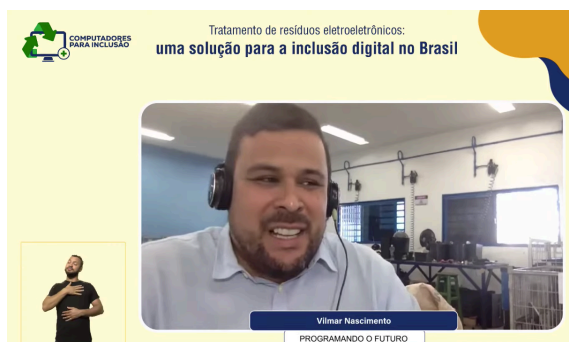 COMPUTADORES
PARA INCLUSÃO
Tratamento de resíduos eletroeletrônicos:
uma solução para a inclusão digital no Brasil
Vilmar Nascimento
PROGRAMANDO O FUTURO